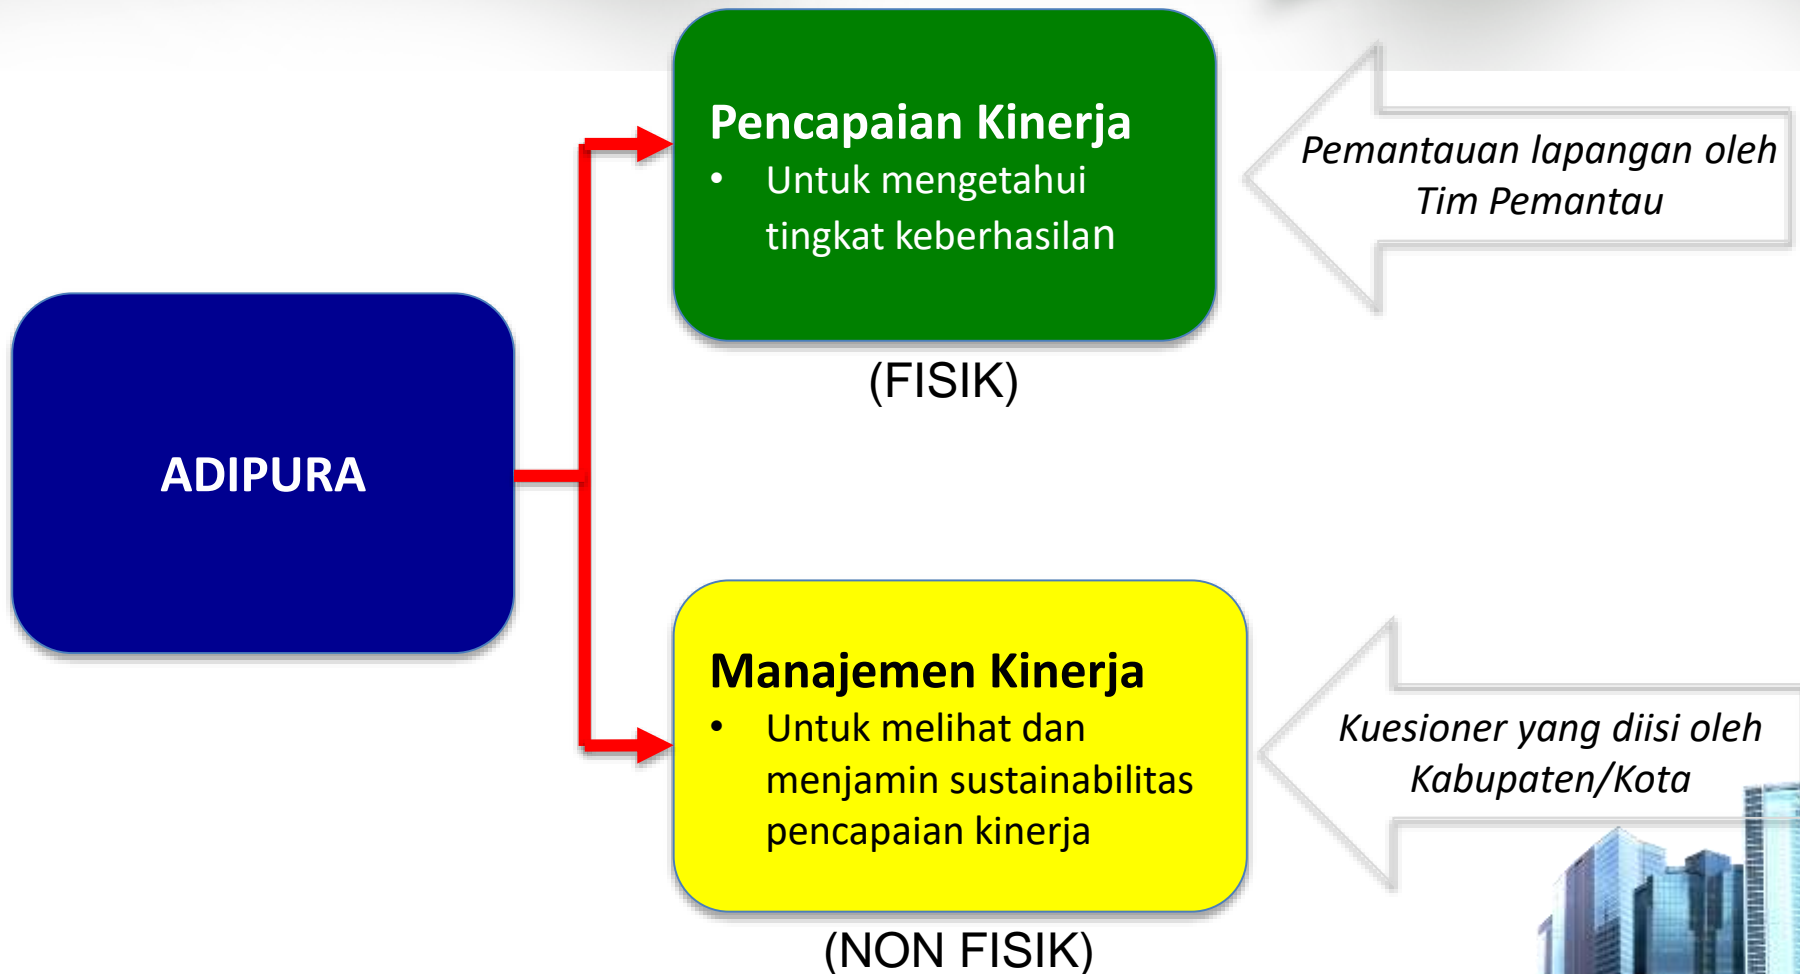 Pencapaian Kinerja
• Untuk mengetahui
tingkat keberhasilan
Pemantauan lapangan oleh
Tim Pemantau
(FISIK)
ADIPURA
Manajemen Kinerja
• Untuk melihat dan
menjamin sustainabilitas
pencapaian kinerja
Kuesioner yang diisi oleh
Kabupaten/Kota
(NON FISIK)